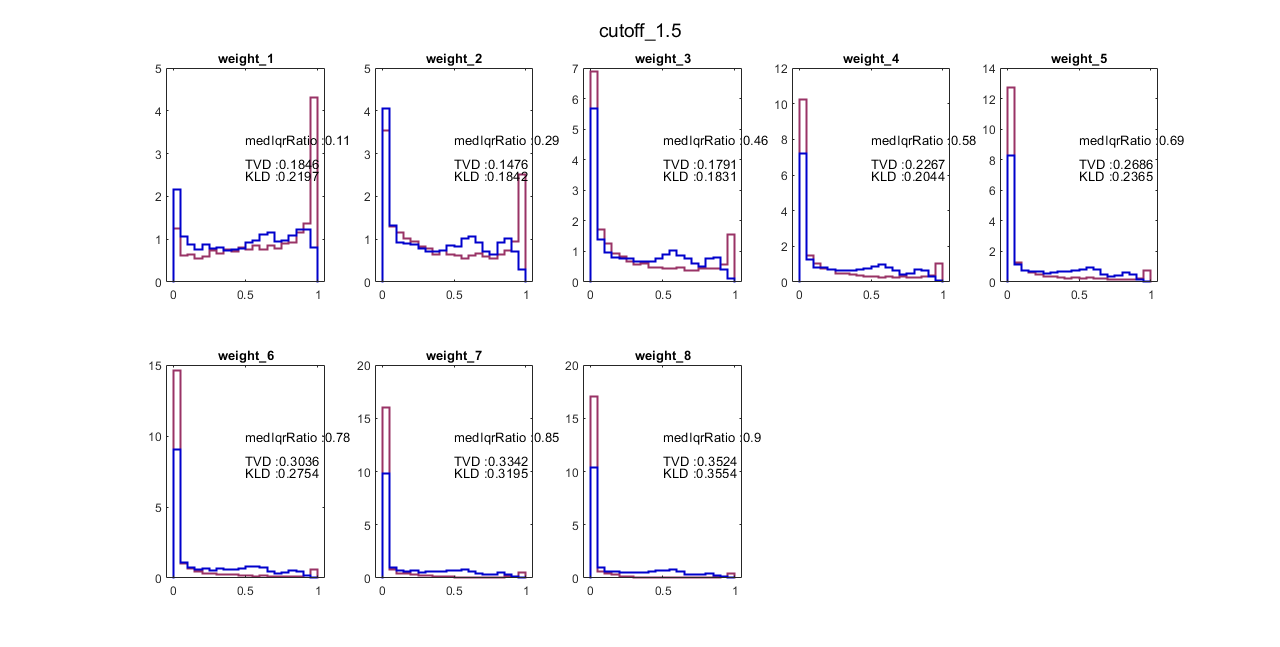 cutoff_1.5
weight_1
5
4
3
2
1
0
0
0.5
1
medIqrRatio :0.11
TVD :0.1846
KLD :0.2197
weight_2
5
4
3
2
1
0
0
0.5
1
medIqrRatio :0.29
TVD :0.1476
KLD :0.1842
weight_3
7
6
5
4
3
2
1
0
0
0.5
1
medIqrRatio :0.46
TVD :0.1791
KLD :0.1831
weight_4
12
10
8
6
4
2
0
0
0.5
1
medIqrRatio :0.58
TVD :0.2267
KLD :0.2044
weight_5
14
12
10
8
6
4
2
0
0
0.5
1
medIqrRatio :0.69
TVD :0.2686
KLD :0.2365
weight_6
15
10
5
0
0
0.5
1
medIqrRatio :0.78
TVD :0.3036
KLD :0.2754
weight_7
20
15
10
5
0
0
0.5
1
medIqrRatio :0.85
TVD :0.3342
KLD :0.3195
weight_8
20
15
10
5
0
0
0.5
1
medIqrRatio :0.9
TVD :0.3524
KLD :0.3554